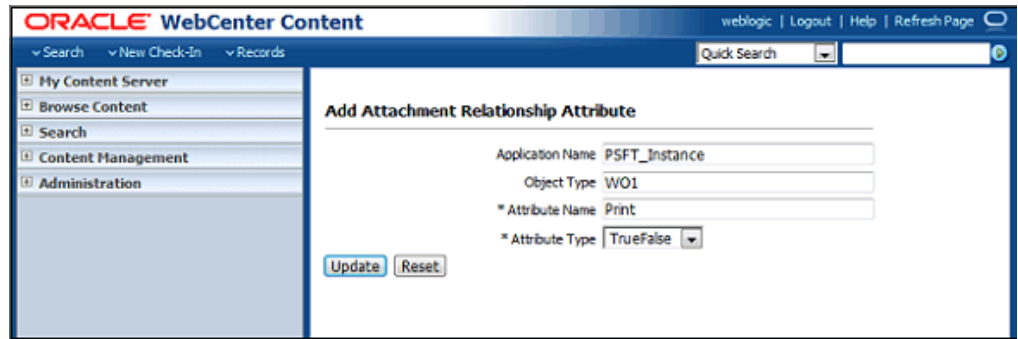 ORACLE WebCenter Content
weblogic | Logout | Help | Refresh Page
Search New Check-In Records
Quick Search
My Content Server
Browse Content
Search
Content Management
Administration
Add Attachment Relationship Attribute
Application Name PSFT_Instance
Object Type WO1
* Attribute Name Print
* Attribute Type TrueFalse
Update Reset